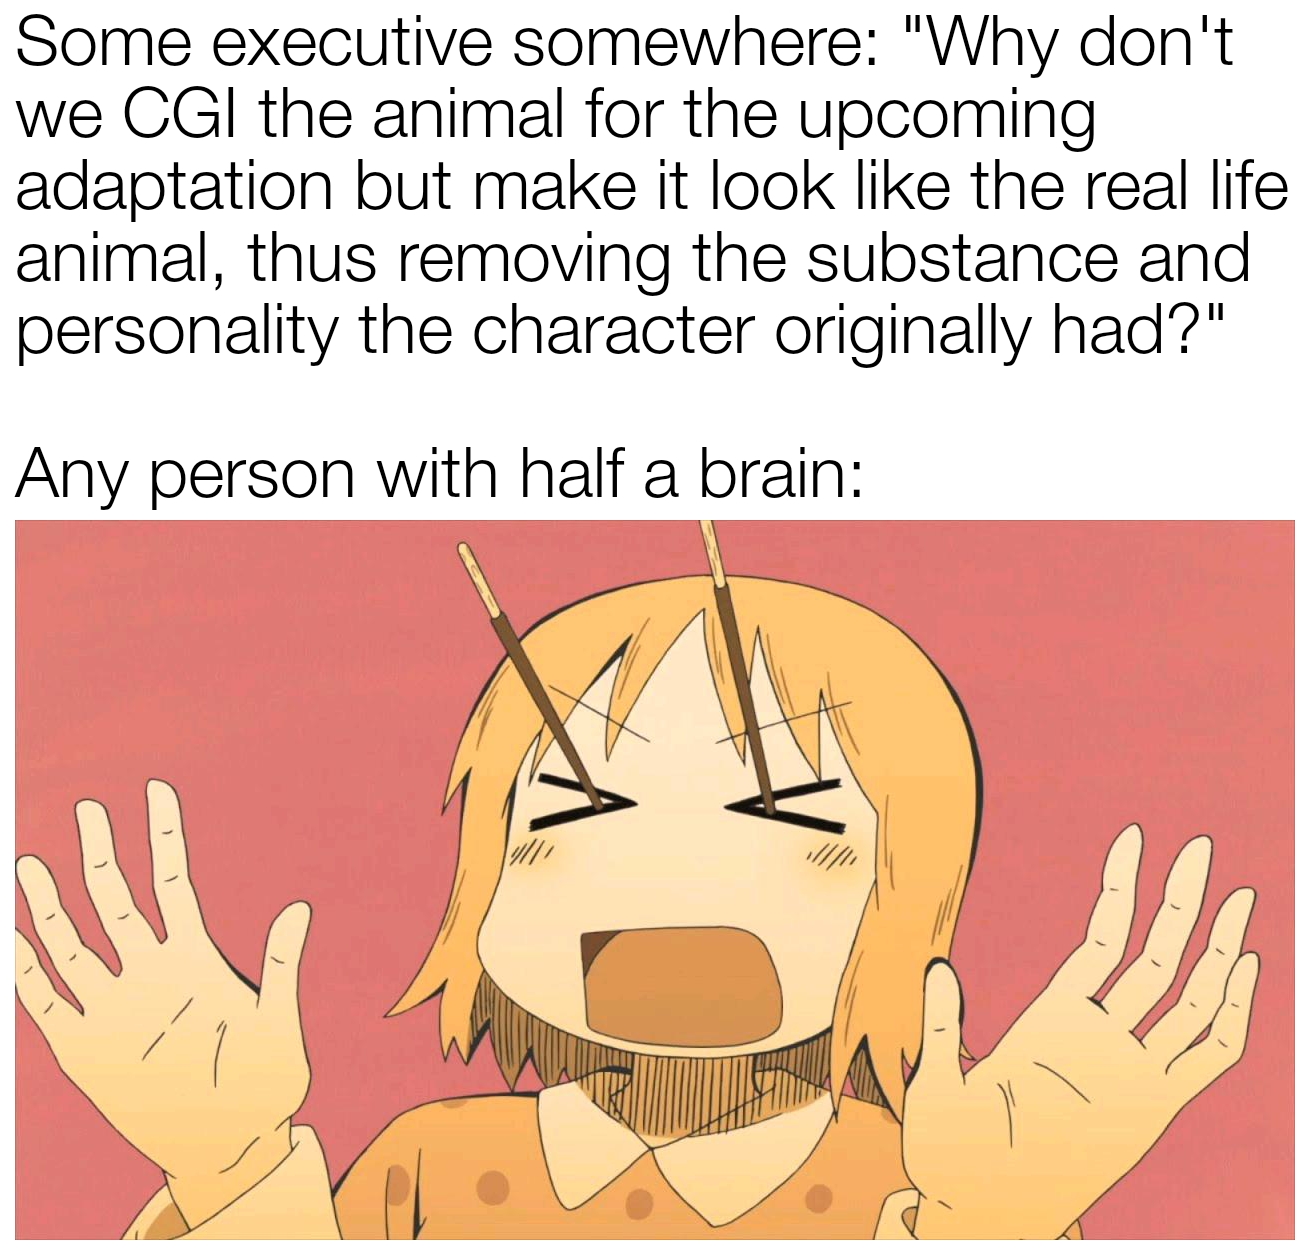 Some executive somewhere: "Why don't
we CGI the animal for the upcoming
adaptation but make it look like the real life
animal, thus removing the substance and
personality the character originally had?"
Any person with half a brain: